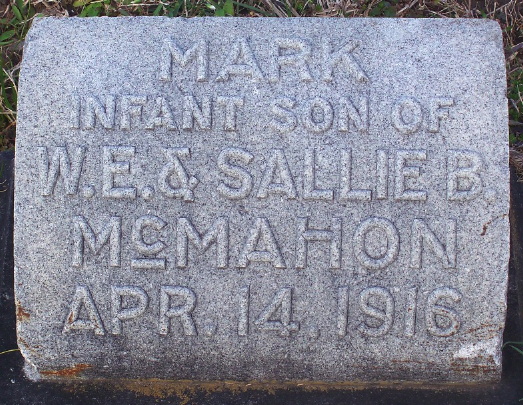 MARK
INFANT SON OF
W.E.& SALLIE B.
McMAHON
APR. 14, 1916